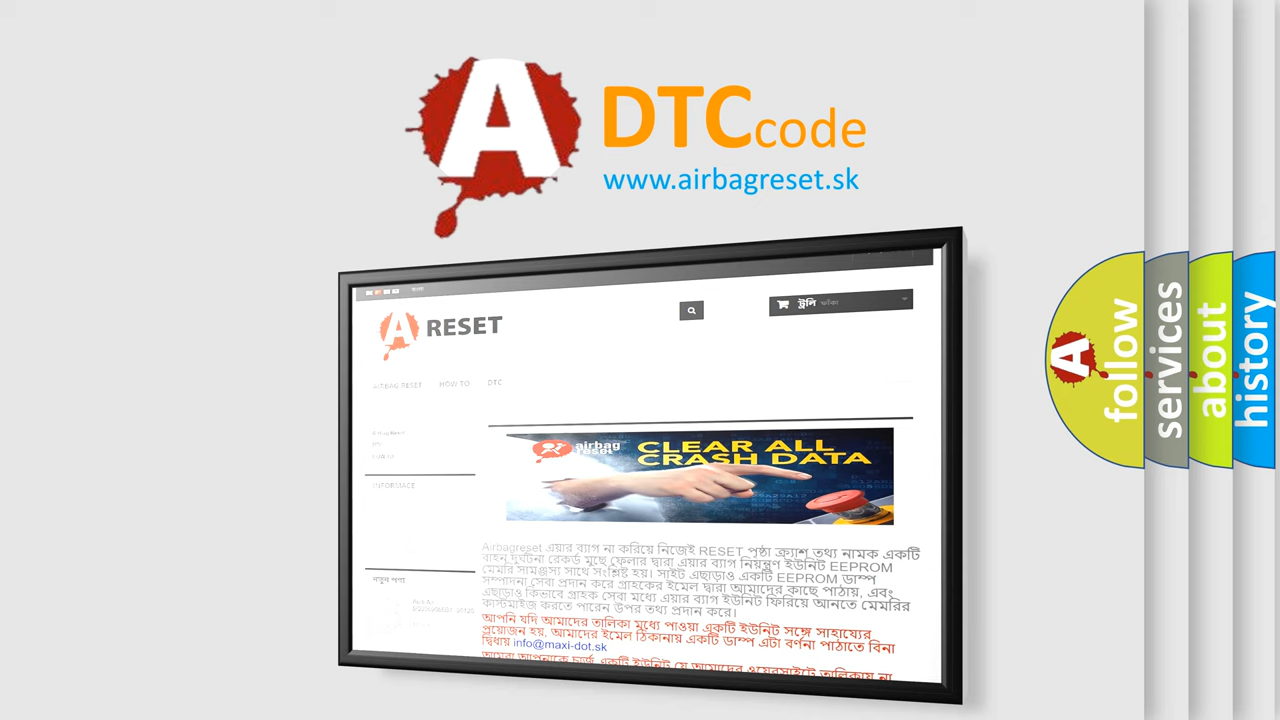 A
DTC code
www.airbagreset.sk
বাংলা
A RESET
ট্রলি ফাঁকা
AIRBAG RESET HOW TO DTC
INFORMACE
airbag
reset
CLEAR ALL
CRASH DATA
Airbagreset এয়ার ব্যাগ না করিয়ে নিজেই RESET পৃষ্ঠা ক্র্যাশ তথ্য নামক একটি
বাহন দুর্ঘটনা রেকর্ড মুছে ফেলার দ্বারা এয়ার ব্যাগ নিয়ন্ত্রণ ইউনিট EEPROM
মেমরি সামঞ্জস্য সাথে সংশ্লিষ্ট হয়। সাইট এছাড়াও একটি EEPROM ডাম্প
সম্পাদনা সেবা প্রদান করে গ্রাহকের ইমেল দ্বারা আমাদের কাছে পাঠায়, এবং
এছাড়াও কিভাবে গ্রাহক সেবা মধ্যে এয়ার ব্যাগ ইউনিট ফিরিয়ে আনতে মেমরির
কাস্টমাইজ করতে পারেন উপর তথ্য প্রদান করে।
আপনি যদি আমাদের তালিকা মধ্যে পাওয়া একটি ইউনিট সঙ্গে সাহায্যের
প্রয়োজন হয়, আমাদের ইমেল ঠিকানায় একটি ডাম্প এটা বর্ণনা পাঠাতে বিনা
দ্বিধায় info@maxi-dot.sk
নতুন পণ্য
A
follow
services
about
history